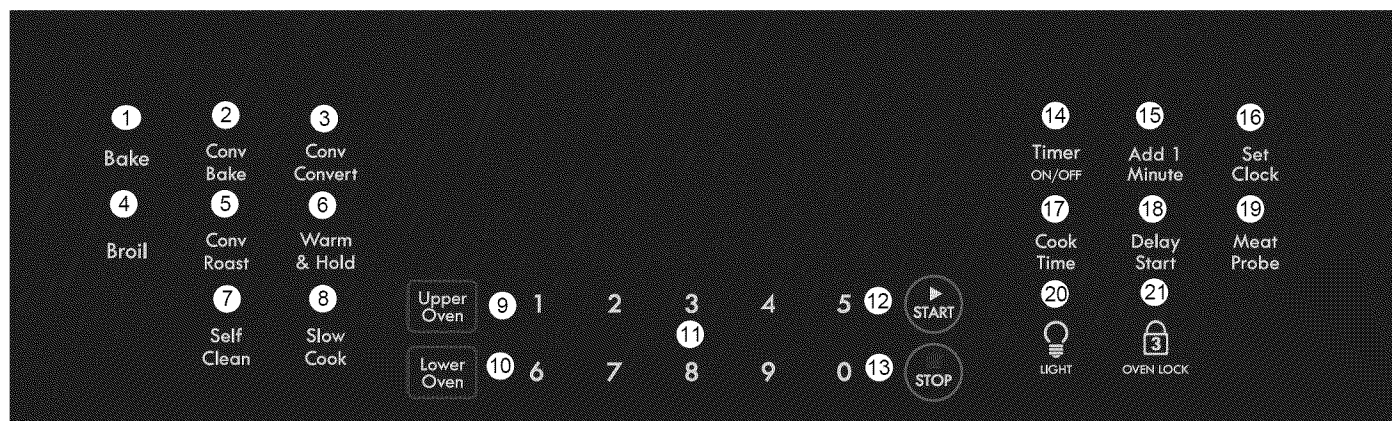 1 2 3 14 15 16
Bake Conv Bake Conv Convert Timer ON/OFF Add 1 Minute Set Clock
4 5 6 17 18 19
Broil Conv Roast Warm & Hold Cook Time Delay Start Meat Probe
7 8 20 21
Self Clean Slow Cook LIGHT 3 OVEN LOCK
Upper Oven 9 1 2 3 4 5 12 START
11
Lower Oven 10 6 7 8 9 0 13 STOP